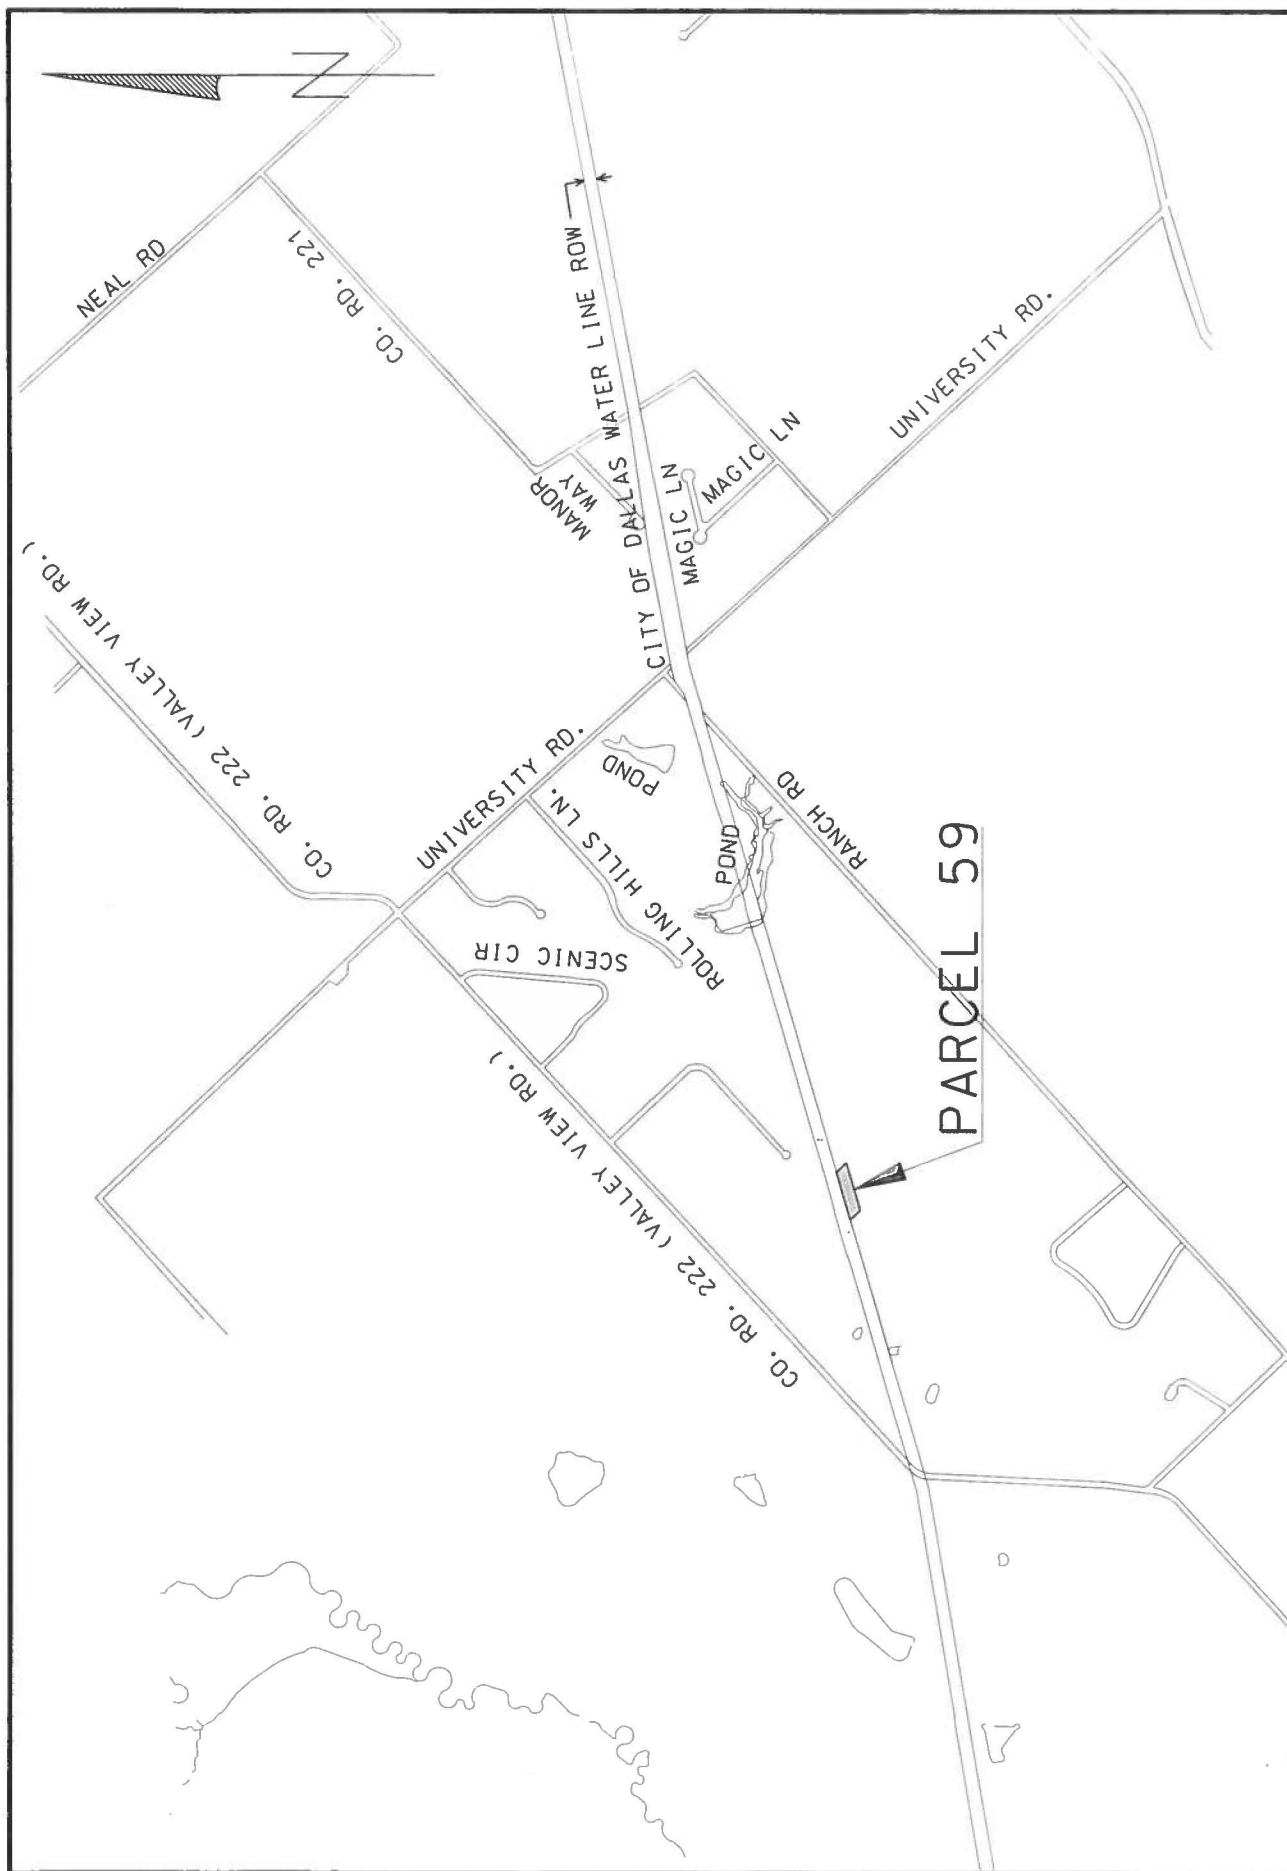 N
NEAL RD
CO. RD. 221
CITY OF DALLAS WATER LINE ROW
MANOR
WAY
MAGIC LN
MAGIC LN
UNIVERSITY RD.
CO. RD. 222 (VALLEY VIEW RD.)
UNIVERSITY RD.
POND
ROLLING HILLS LN.
SCENIC CIR
POND
RANCH RD
PARCEL 59
CO. RD. 222 (VALLEY VIEW RD.)